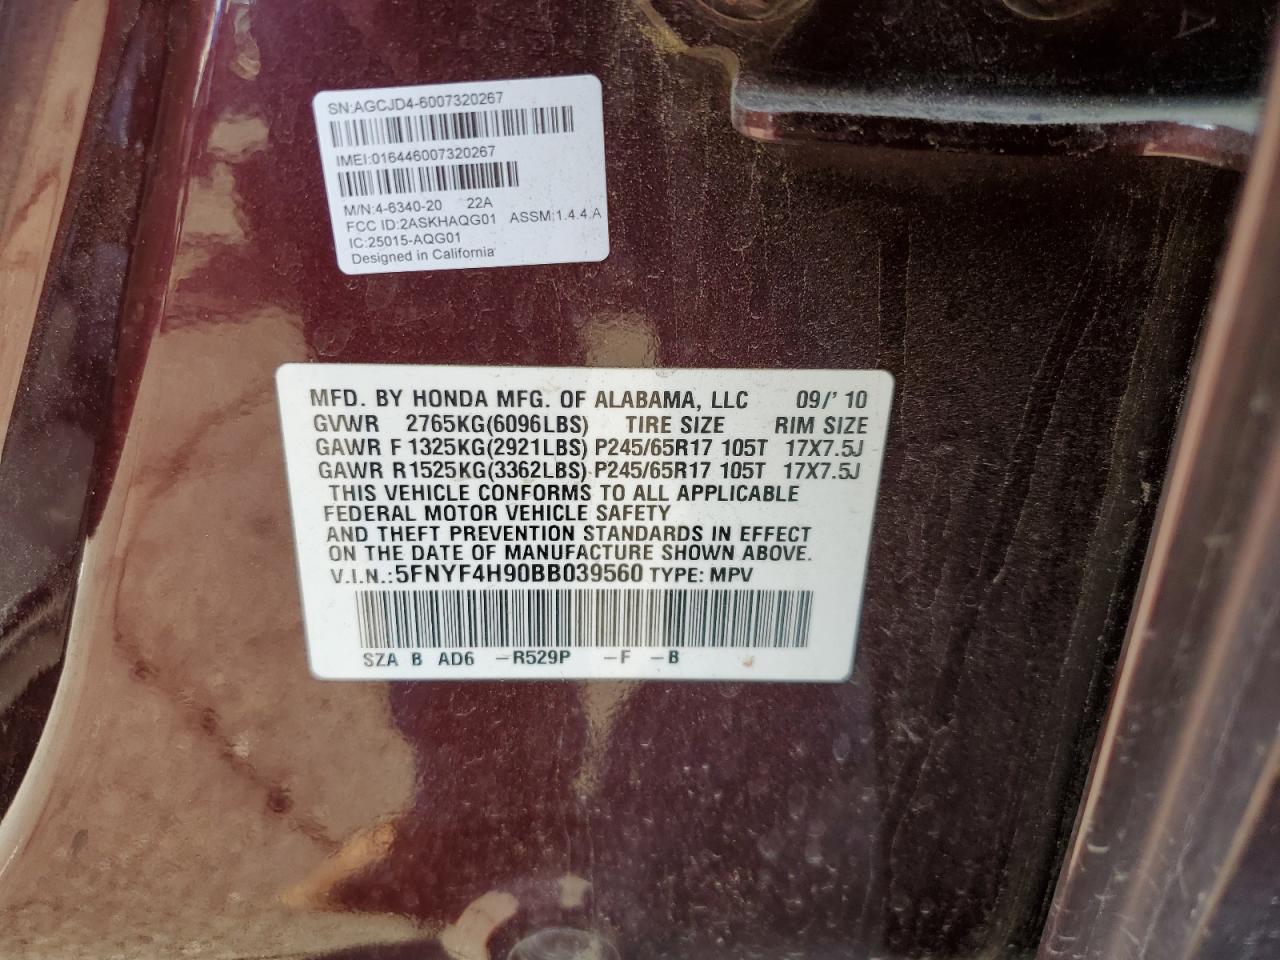 SN:AGCJD4-6007320267
IMEI:016446007320267
M/N:4-6340-20 22A
FCC ID:2ASKHAQG01 ASSM:1.4.4.A
IC:25015-AQG01
Designed in California
MFD. BY HONDA MFG. OF ALABAMA, LLC 09/' 10
GVWR 2765KG(6096LBS) TIRE SIZE RIM SIZE
GAWR F 1325KG(2921LBS) P245/65R17 105T 17X7.5J
GAWR R 1525KG(3362LBS) P245/65R17 105T 17X7.5J
THIS VEHICLE CONFORMS TO ALL APPLICABLE
FEDERAL MOTOR VEHICLE SAFETY
AND THEFT PREVENTION STANDARDS IN EFFECT
ON THE DATE OF MANUFACTURE SHOWN ABOVE.
V.I.N.:5FNYF4H90BB039560 TYPE: MPV
SZA B AD6 -R529P -F -B